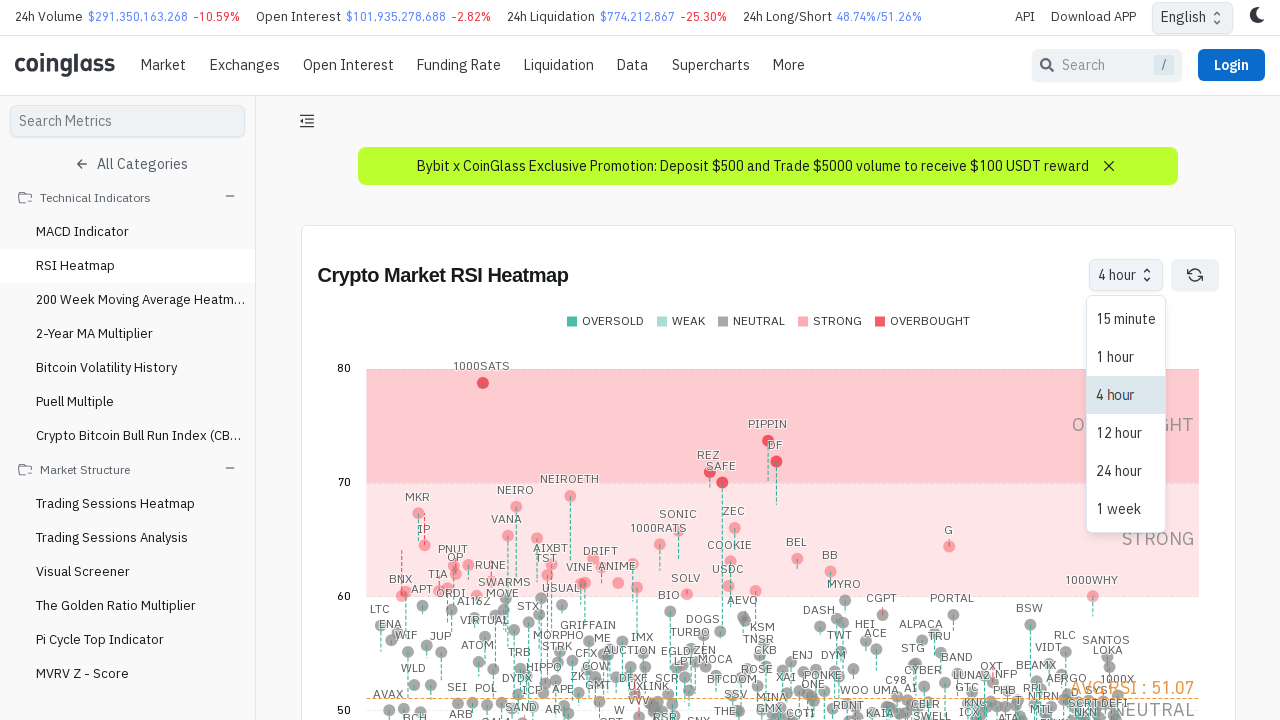 24h Volume $291,350,163,268 -10.59% Open Interest $101,935,278,688 -2.82% 24h Liquidation $774,212,867 -25.30% 24h Long/Short 48.74%/51.26% API Download APP English
coinglass Market Exchanges Open Interest Funding Rate Liquidation Data Supercharts More Search / Login
Search Metrics
All Categories
Technical Indicators
MACD Indicator
RSI Heatmap
200 Week Moving Average Heatm...
2-Year MA Multiplier
Bitcoin Volatility History
Puell Multiple
Crypto Bitcoin Bull Run Index (CB...
Market Structure
Trading Sessions Heatmap
Trading Sessions Analysis
Visual Screener
The Golden Ratio Multiplier
Pi Cycle Top Indicator
MVRV Z - Score
Bybit x CoinGlass Exclusive Promotion: Deposit $500 and Trade $5000 volume to receive $100 USDT reward
Crypto Market RSI Heatmap
4 hour
15 minute
1 hour
4 hour
12 hour
24 hour
1 week
OVERSOLD WEAK NEUTRAL STRONG OVERBOUGHT
80
1000SATS
PIPPIN
DF
REZ
SAFE
70
NEIROETH
NEIRO
MKR
VANA
IP
SONIC
1000RATS
ZEC
G
STRONG
PNUT
OP
AIXBT
TST
DRIFT
COOKIE
BEL
BB
TIA
RUNE
VINE
ANIME
USDC
BNX
APT
SWARMS
USUAL
SOLV
MYRO
1000WHY
60
ORDI
AI16Z
MOVE
BIO
AEVO
CGPT
PORTAL
LTC
STX
DASH
BSW
ENA
VIRTUAL
GRIFFAIN
DOGS
KSM
HEI
ALPACA
WIF
JUP
MORPHO
ME
IMX
TURBO
TNSR
TWT
ACE
TRU
RLC
ATOM
STRK
AUCTION
EGLD
ZEN
CKB
STG
VIDT
SANTOS
TRB
CFX
MOCA
ENJ
DYM
BAND
LOKA
WLD
HIPPO
COW
LPT
ROSE
CYBER
OXT
BEAMX
DYDX
ZK
DEXE
SCR
BTCDOM
XAI
PONKE
C98
LUNA2
AERGO
1000X
SEI
POL
ICP
APE
GMT
UXLINK
ONE
WOO
UMA
AI
GTC
PHB
RPL
AVG RSI : 51.07
AVAX
SSV
MINA
NTRN
SAND
GMX
RDNT
CELR
KNC
MTL
DEFI
50
BCH
ARB
W
THE
COTI
KAIA
SWELL
ICX
ATA
NKN
NEUTRAL